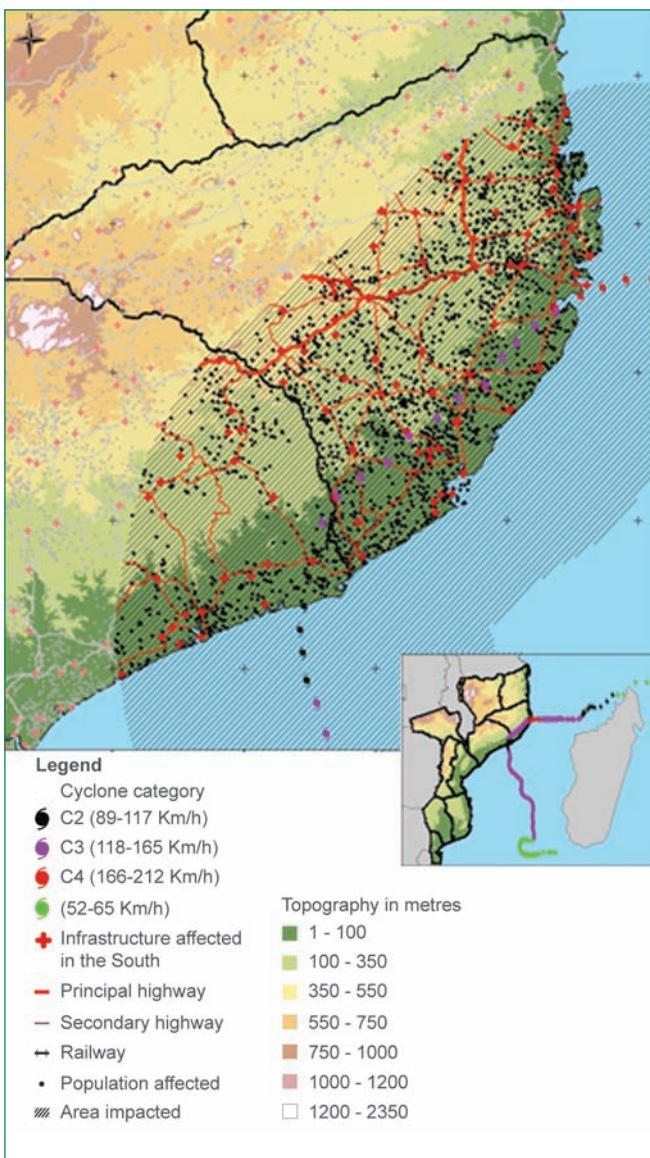 Legend
Cyclone category
C2 (89-117 Km/h)
C3 (118-165 Km/h)
C4 (166-212 Km/h)
(52-65 Km/h)
Infrastructure affected
in the South
Principal highway
Secondary highway
Railway
Population affected
Area impacted
Topography in metres
1 - 100
100 - 350
350 - 550
550 - 750
750 - 1000
1000 - 1200
1200 - 2350